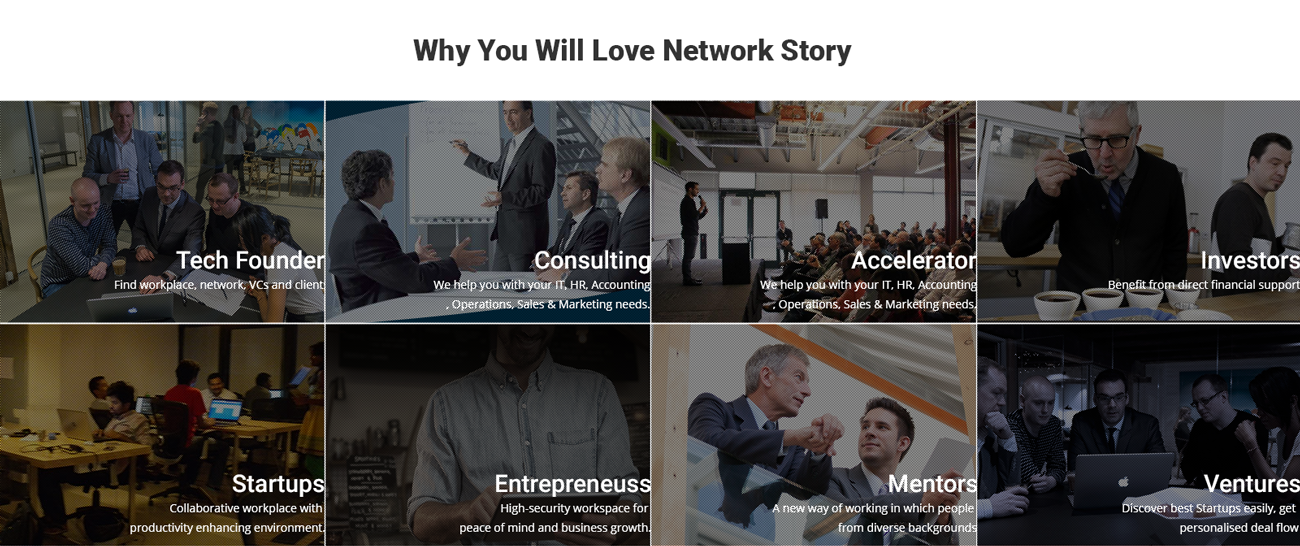 Why You Will Love Network Story
Tech Founder
Find workplace, network, VCs and client
Consulting
We help you with your IT, HR, Accounting
, Operations, Sales & Marketing needs.
Accelerator
We help you with your IT, HR, Accounting
, Operations, Sales & Marketing needs.
Investors
Benefit from direct financial support
Startups
Collaborative workplace with
productivity enhancing environment.
Entrepreneuss
High-security workspace for
peace of mind and business growth.
Mentors
A new way of working in which people
from diverse backgrounds
Ventures
Discover best Startups easily, get
personalised deal flow